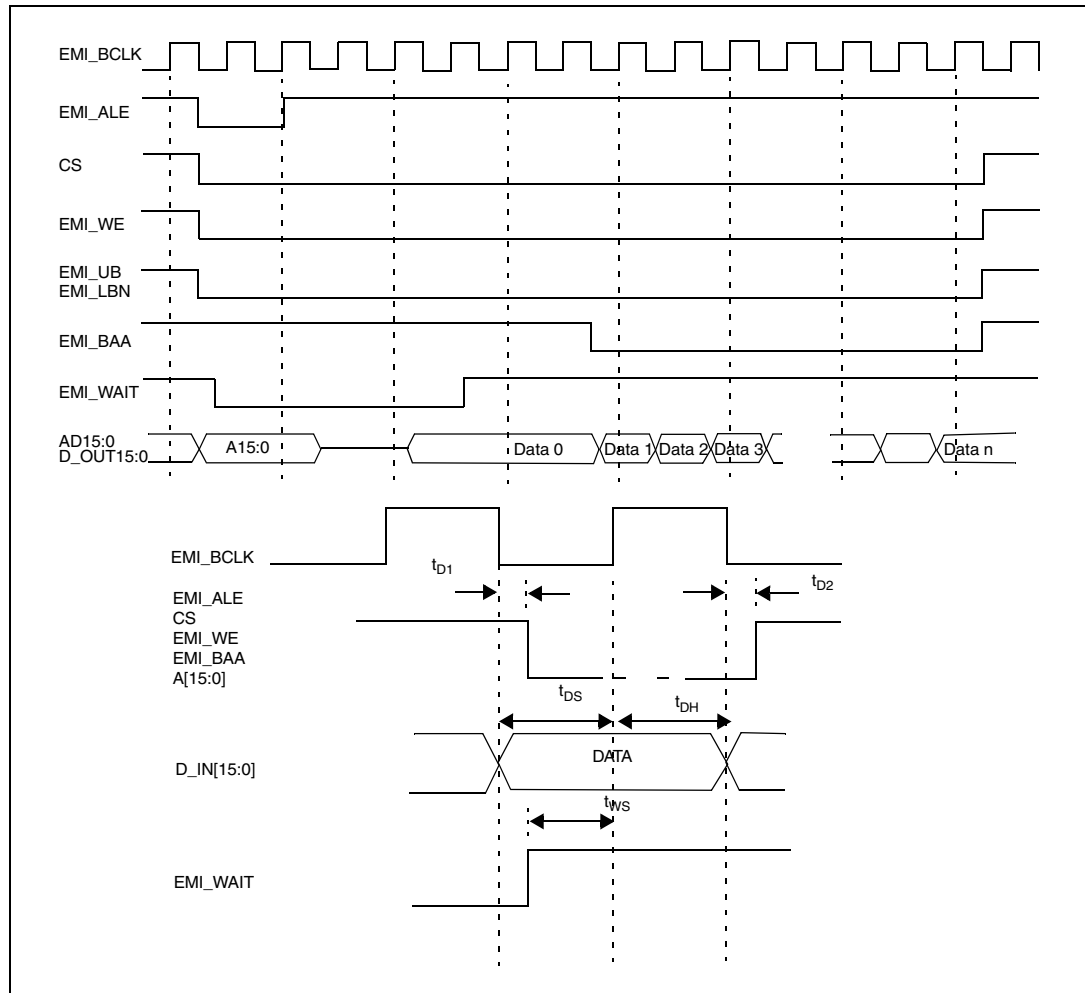 EMI_BCLK
EMI_ALE
CS
EMI_WE
EMI_UB
EMI_LBN
EMI_BAA
EMI_WAIT
AD15:0
D_OUT15:0
A15:0
Data 0
Data 1
Data 2
Data 3
Data n
EMI_BCLK
tD1
tD2
EMI_ALE
CS
EMI_WE
EMI_BAA
A[15:0]
tDS
tDH
D_IN[15:0]
DATA
tWS
EMI_WAIT